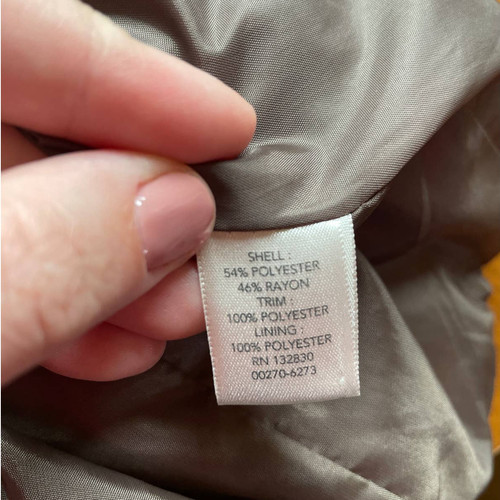 SHELL :
54% POLYESTER
46% RAYON
TRIM :
100% POLYESTER
LINING :
100% POLYESTER
RN 132830
00270-6273